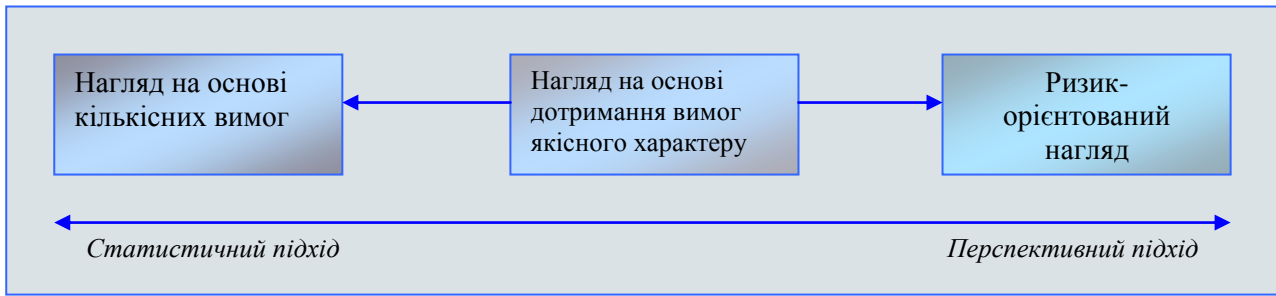 Нагляд на основі
кількісних вимог
Нагляд на основі
дотримання вимог
якісного характеру
Ризик-
орієнтований
нагляд
Статистичний підхід
Перспективний підхід